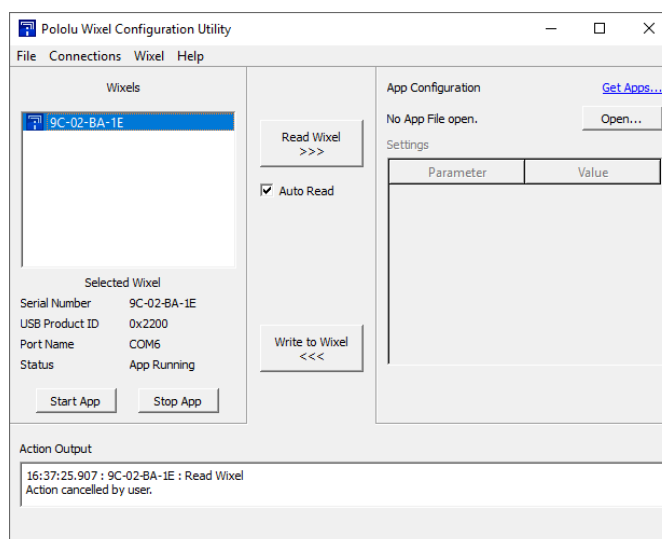 Pololu Wixel Configuration Utility
File Connections Wixel Help
Wixels
9C-02-BA-1E
Selected Wixel
Serial Number 9C-02-BA-1E
USB Product ID 0x2200
Port Name COM6
Status App Running
Start App Stop App
Read Wixel
>>>
Auto Read
Write to Wixel
<<<
App Configuration Get Apps...
No App File open. Open...
Settings
Parameter Value
Action Output
16:37:25.907 : 9C-02-BA-1E : Read Wixel
Action cancelled by user.